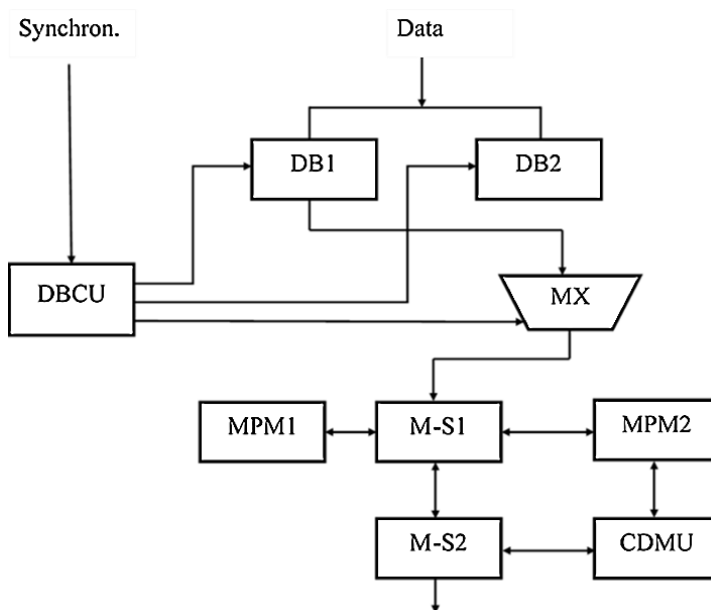 Synchron.
Data
DB1
DB2
DBCU
MX
MPM1
M-S1
MPM2
M-S2
CDMU